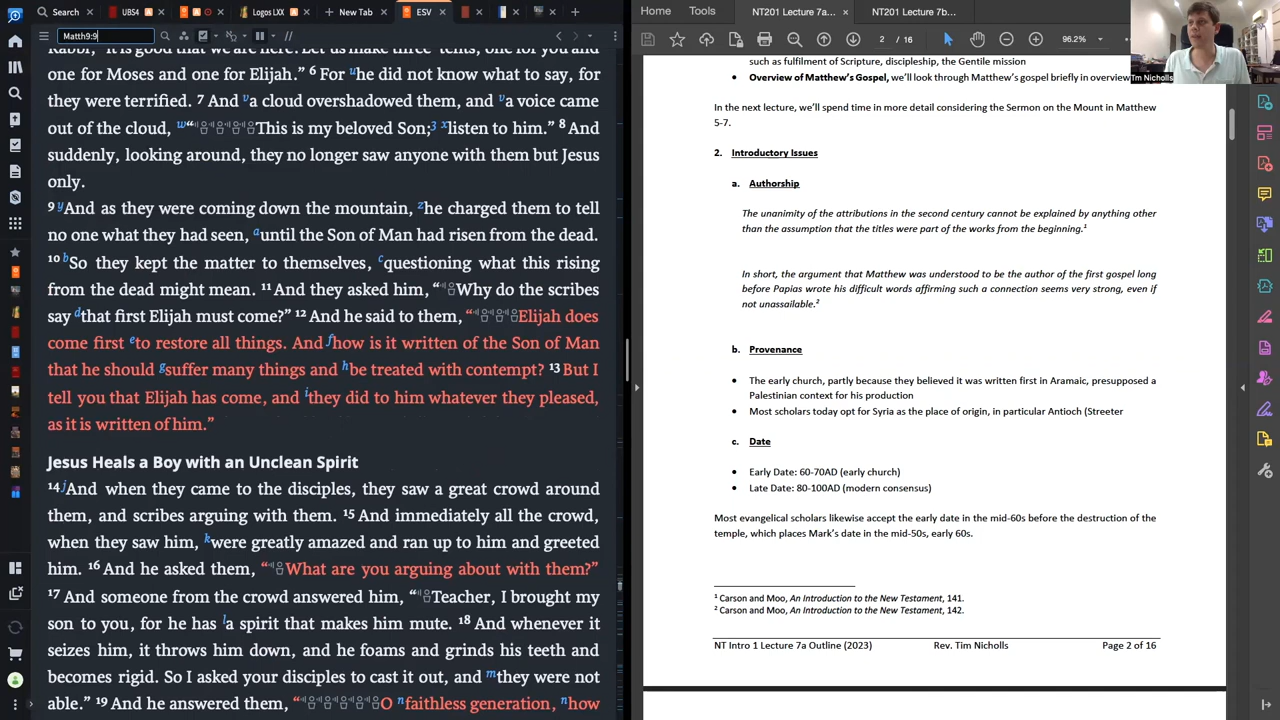 Introduction
UBS4
Titles
Logos LXX
ESV
Matth9:9
Tabor, it is good that we are here. Let us make three tents, one for you and
one for Moses and one for Elijah.” 6 For u he did not know what to say, for
they were terrified. 7 And v a cloud overshadowed them, and v a voice came
out of the cloud, w “This is my beloved Son;3 x listen to him.” 8 And
suddenly, looking around, they no longer saw anyone with them but Jesus
only.
9 y And as they were coming down the mountain, z he charged them to tell
no one what they had seen, a until the Son of Man had risen from the dead.
10 b So they kept the matter to themselves, c questioning what this rising
from the dead might mean. 11 And they asked him, “Why do the scribes
say d that first Elijah must come?” 12 And he said to them, “Elijah does
come first e to restore all things. And f how is it written of the Son of Man
that he should g suffer many things and h be treated with contempt? 13 But I
tell you that Elijah has come, and i they did to him whatever they pleased,
as it is written of him.”
Jesus Heals a Boy with an Unclean Spirit
14 j And when they came to the disciples, they saw a great crowd around
them, and scribes arguing with them. 15 And immediately all the crowd,
when they saw him, k were greatly amazed and ran up to him and greeted
him. 16 And he asked them, “What are you arguing about with them?”
17 And someone from the crowd answered him, “Teacher, I brought my
son to you, for he has l a spirit that makes him mute. 18 And whenever it
seizes him, it throws him down, and he foams and grinds his teeth and
becomes rigid. So I asked your disciples to cast it out, and m they were not
able.” 19 And he answered them, “O n faithless generation, n how
Home
Tools
NT201 Lecture 7a...
NT201 Lecture 7b...
2 / 16
96.2%
Tm Nicholls
such as fulfilment of Scripture, discipleship, the Gentile mission
• Overview of Matthew’s Gospel, we’ll look through Matthew’s gospel briefly in overview
In the next lecture, we’ll spend time in more detail considering the Sermon on the Mount in Matthew
5-7.
2. Introductory Issues
a. Authorship
The unanimity of the attributions in the second century cannot be explained by anything other
than the assumption that the titles were part of the works from the beginning.1
In short, the argument that Matthew was understood to be the author of the first gospel long
before Papias wrote his difficult words affirming such a connection seems very strong, even if
not unassailable.2
b. Provenance
• The early church, partly because they believed it was written first in Aramaic, presupposed a
Palestinian context for his production
• Most scholars today opt for Syria as the place of origin, in particular Antioch (Streeter
c. Date
• Early Date: 60-70AD (early church)
• Late Date: 80-100AD (modern consensus)
Most evangelical scholars likewise accept the early date in the mid-60s before the destruction of the
temple, which places Mark’s date in the mid-50s, early 60s.
1 Carson and Moo, An Introduction to the New Testament, 141.
2 Carson and Moo, An Introduction to the New Testament, 142.
NT Intro 1 Lecture 7a Outline (2023)
Rev. Tim Nicholls
Page 2 of 16